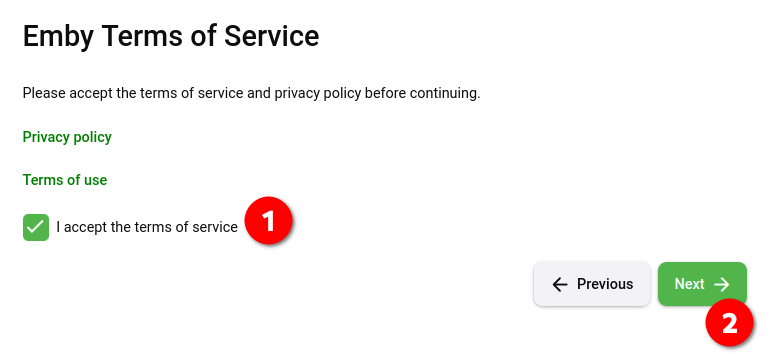 Emby Terms of Service
Please accept the terms of service and privacy policy before continuing.
Privacy policy
Terms of use
I accept the terms of service 1
Previous Next
2